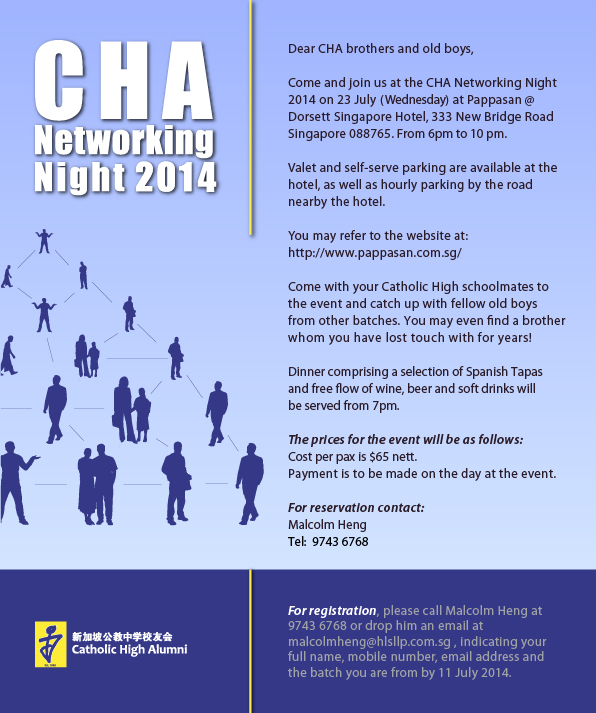 CHA
Networking
Night 2014
Dear CHA brothers and old boys,
Come and join us at the CHA Networking Night
2014 on 23 July (Wednesday) at Pappasan @
Dorsett Singapore Hotel, 333 New Bridge Road
Singapore 088765. From 6pm to 10 pm.
Valet and self-serve parking are available at the
hotel, as well as hourly parking by the road
nearby the hotel.
You may refer to the website at:
http://www.pappasan.com.sg/
Come with your Catholic High schoolmates to
the event and catch up with fellow old boys
from other batches. You may even find a brother
whom you have lost touch with for years!
Dinner comprising a selection of Spanish Tapas
and free flow of wine, beer and soft drinks will
be served from 7pm.
The prices for the event will be as follows:
Cost per pax is $65 nett.
Payment is to be made on the day at the event.
For reservation contact:
Malcolm Heng
Tel: 9743 6768
新加坡公教中学校友会
Catholic High Alumni
For registration, please call Malcolm Heng at
9743 6768 or drop him an email at
malcolmheng@hlsllp.com.sg , indicating your
full name, mobile number, email address and
the batch you are from by 11 July 2014.